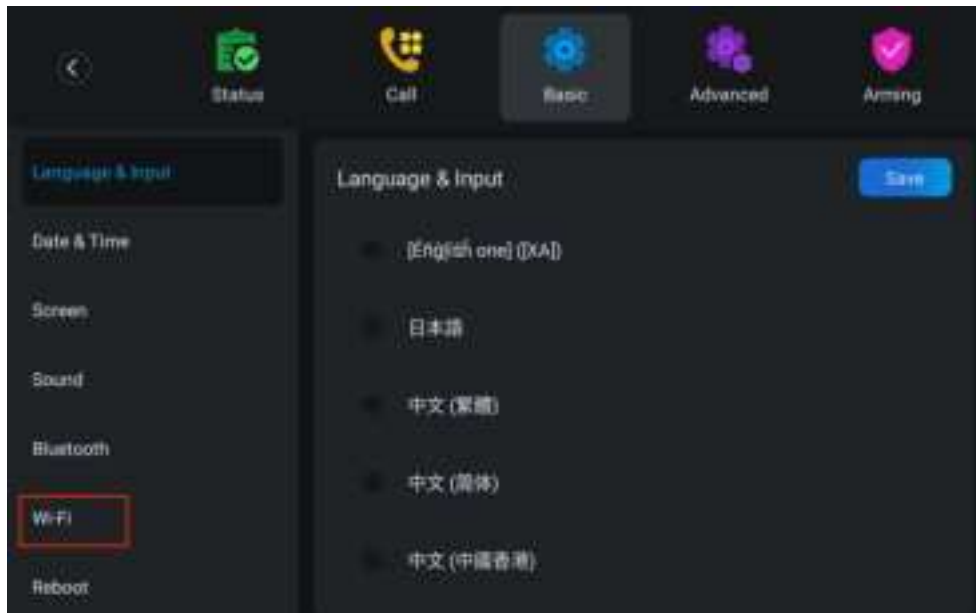 Status
Call
Basic
Advanced
Arming
Language & Input
Date & Time
Screen
Sound
Bluetooth
Wi-Fi
Reboot
Language & Input
Save
[Éñĝļîšĥ one] ([XA])
日本語
中文 (繁體)
中文 (简体)
中文 (中國香港)